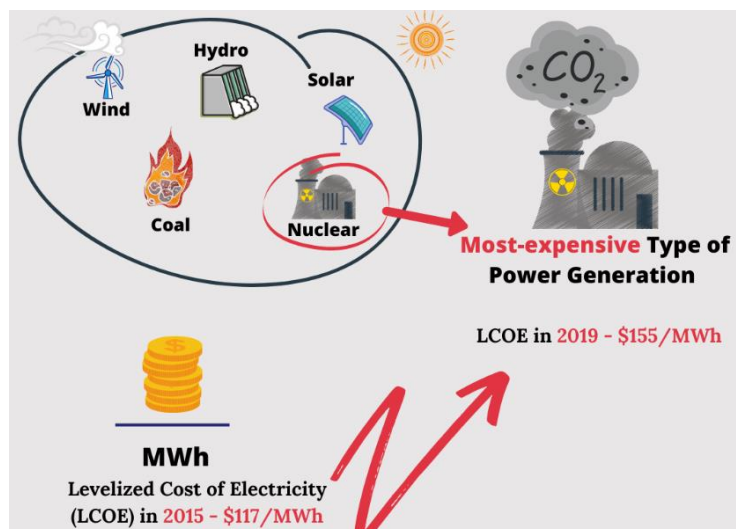 Wind
Hydro
Solar
Coal
Nuclear
CO2
Most-expensive Type of
Power Generation
LCOE in 2019 - $155/MWh
$
MWh
Levelized Cost of Electricity
(LCOE) in 2015 - $117/MWh